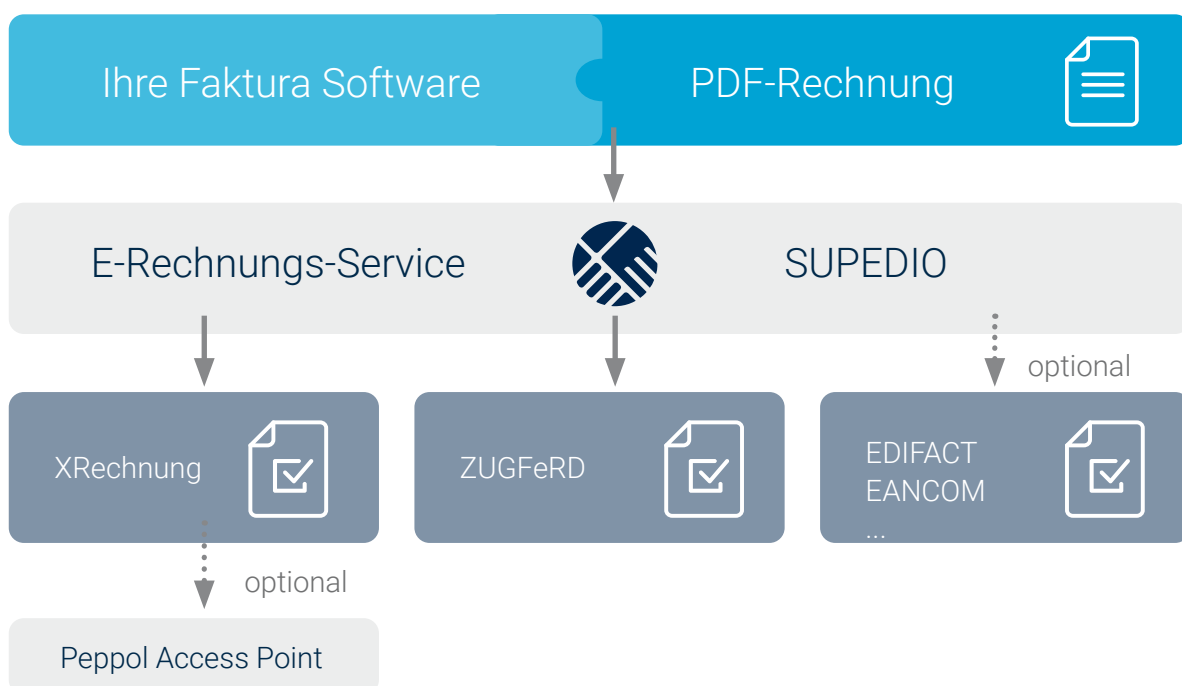 Ihre Faktura Software
PDF-Rechnung
E-Rechnungs-Service
SUPEDIO
optional
XRechnung
ZUGFeRD
EDIFACT
EANCOM
...
optional
Peppol Access Point